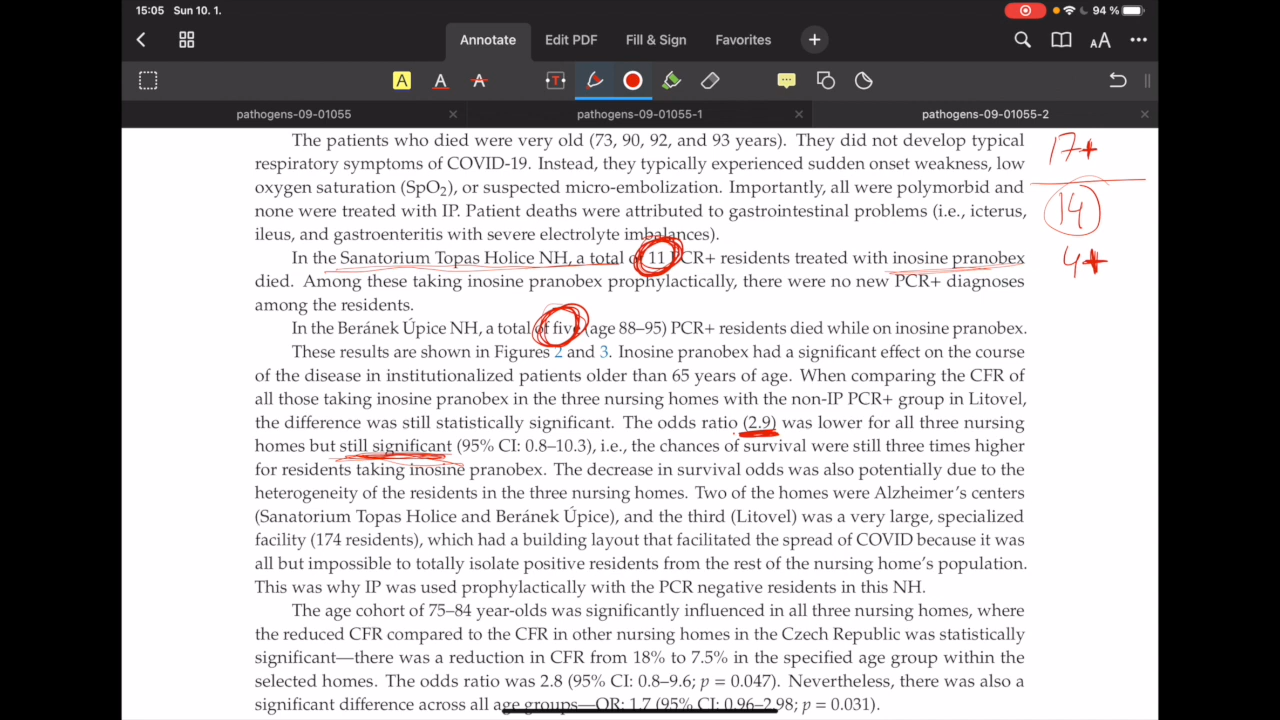 15:05 Sun 10. 1.
94 %
Annotate Edit PDF Fill & Sign Favorites
AA
A A A T
pathogens-09-01055 pathogens-09-01055-1 pathogens-09-01055-2
The patients who died were very old (73, 90, 92, and 93 years). They did not develop typical
respiratory symptoms of COVID-19. Instead, they typically experienced sudden onset weakness, low
oxygen saturation (SpO2), or suspected micro-embolization. Importantly, all were polymorbid and
none were treated with IP. Patient deaths were attributed to gastrointestinal problems (i.e., icterus,
ileus, and gastroenteritis with severe electrolyte imbalances).
In the Sanatorium Topas Holice NH, a total of 11 PCR+ residents treated with inosine pranobex
died. Among these taking inosine pranobex prophylactically, there were no new PCR+ diagnoses
among the residents.
In the Beránek Úpice NH, a total of five (age 88–95) PCR+ residents died while on inosine pranobex.
These results are shown in Figures 2 and 3. Inosine pranobex had a significant effect on the course
of the disease in institutionalized patients older than 65 years of age. When comparing the CFR of
all those taking inosine pranobex in the three nursing homes with the non-IP PCR+ group in Litovel,
the difference was still statistically significant. The odds ratio (2.9) was lower for all three nursing
homes but still significant (95% CI: 0.8–10.3), i.e., the chances of survival were still three times higher
for residents taking inosine pranobex. The decrease in survival odds was also potentially due to the
heterogeneity of the residents in the three nursing homes. Two of the homes were Alzheimer's centers
(Sanatorium Topas Holice and Beránek Úpice), and the third (Litovel) was a very large, specialized
facility (174 residents), which had a building layout that facilitated the spread of COVID because it was
all but impossible to totally isolate positive residents from the rest of the nursing home's population.
This was why IP was used prophylactically with the PCR negative residents in this NH.
The age cohort of 75–84 year-olds was significantly influenced in all three nursing homes, where
the reduced CFR compared to the CFR in other nursing homes in the Czech Republic was statistically
significant—there was a reduction in CFR from 18% to 7.5% in the specified age group within the
selected homes. The odds ratio was 2.8 (95% CI: 0.8–9.6; p = 0.047). Nevertheless, there was also a
significant difference across all age groups—OR: 1.7 (95% CI: 0.96–2.98; p = 0.031).
17+
14
4+